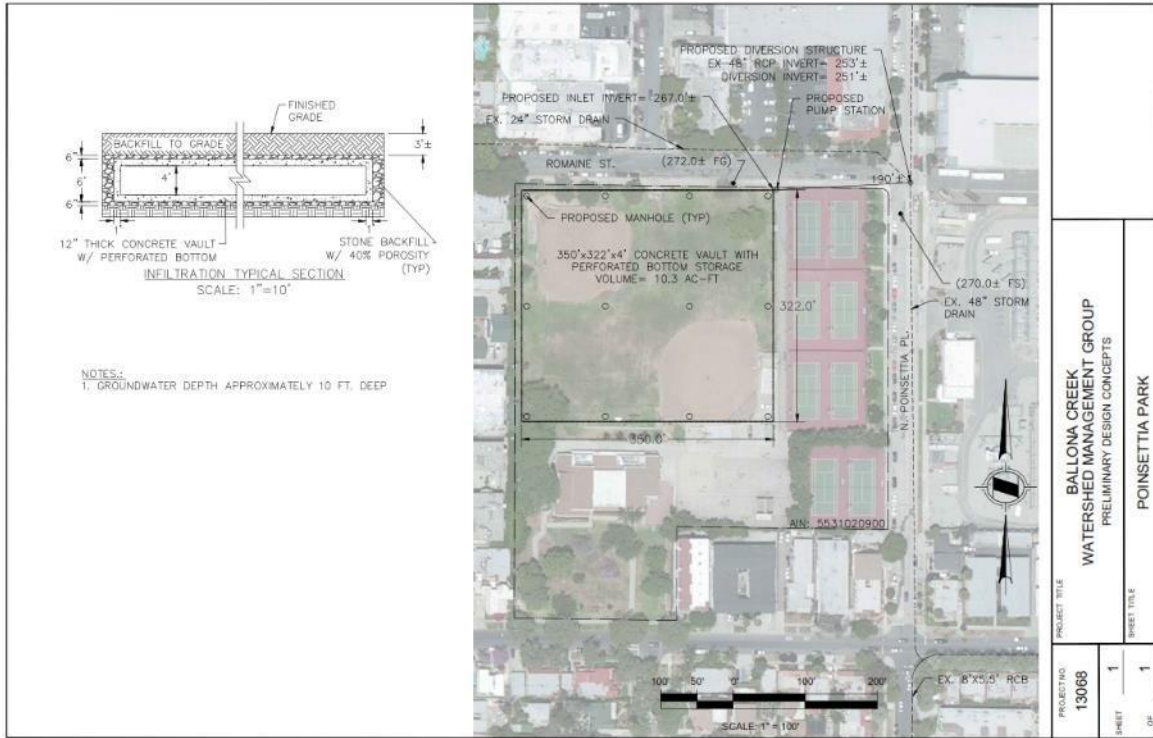 FINISHED
GRADE
BACKFILL TO GRADE
3'±
6"
6'
4'
6"
1'
1'
12" THICK CONCRETE VAULT
W/ PERFORATED BOTTOM
STONE BACKFILL
W/ 40% POROSITY
(TYP)
INFILTRATION TYPICAL SECTION
SCALE: 1"=10'
NOTES:
1. GROUNDWATER DEPTH APPROXIMATELY 10 FT. DEEP
PROPOSED DIVERSION STRUCTURE
EX 48" RCP INVERT= 253'±
DIVERSION INVERT= 251'±
PROPOSED INLET INVERT= 267.0'±
PROPOSED
PUMP STATION
EX. 24" STORM DRAIN
ROMAINE ST.
(272.0± FG)
190'±
PROPOSED MANHOLE (TYP)
350'x322'x4' CONCRETE VAULT WITH
PERFORATED BOTTOM STORAGE
VOLUME= 10.3 AC-FT
(270.0± FS)
EX. 48" STORM
DRAIN
322.0'
N. POINSETTIA PL.
350.0'
AIN: 5531020900
EX. 8'X5.5' RCB
100' 50' 0' 100' 200'
SCALE: 1" = 100'
PROJECT TITLE
BALLONA CREEK
WATERSHED MANAGEMENT GROUP
PRELIMINARY DESIGN CONCEPTS
SHEET TITLE
POINSETTIA PARK
PROJECT NO.
13068
SHEET 1
OF 1